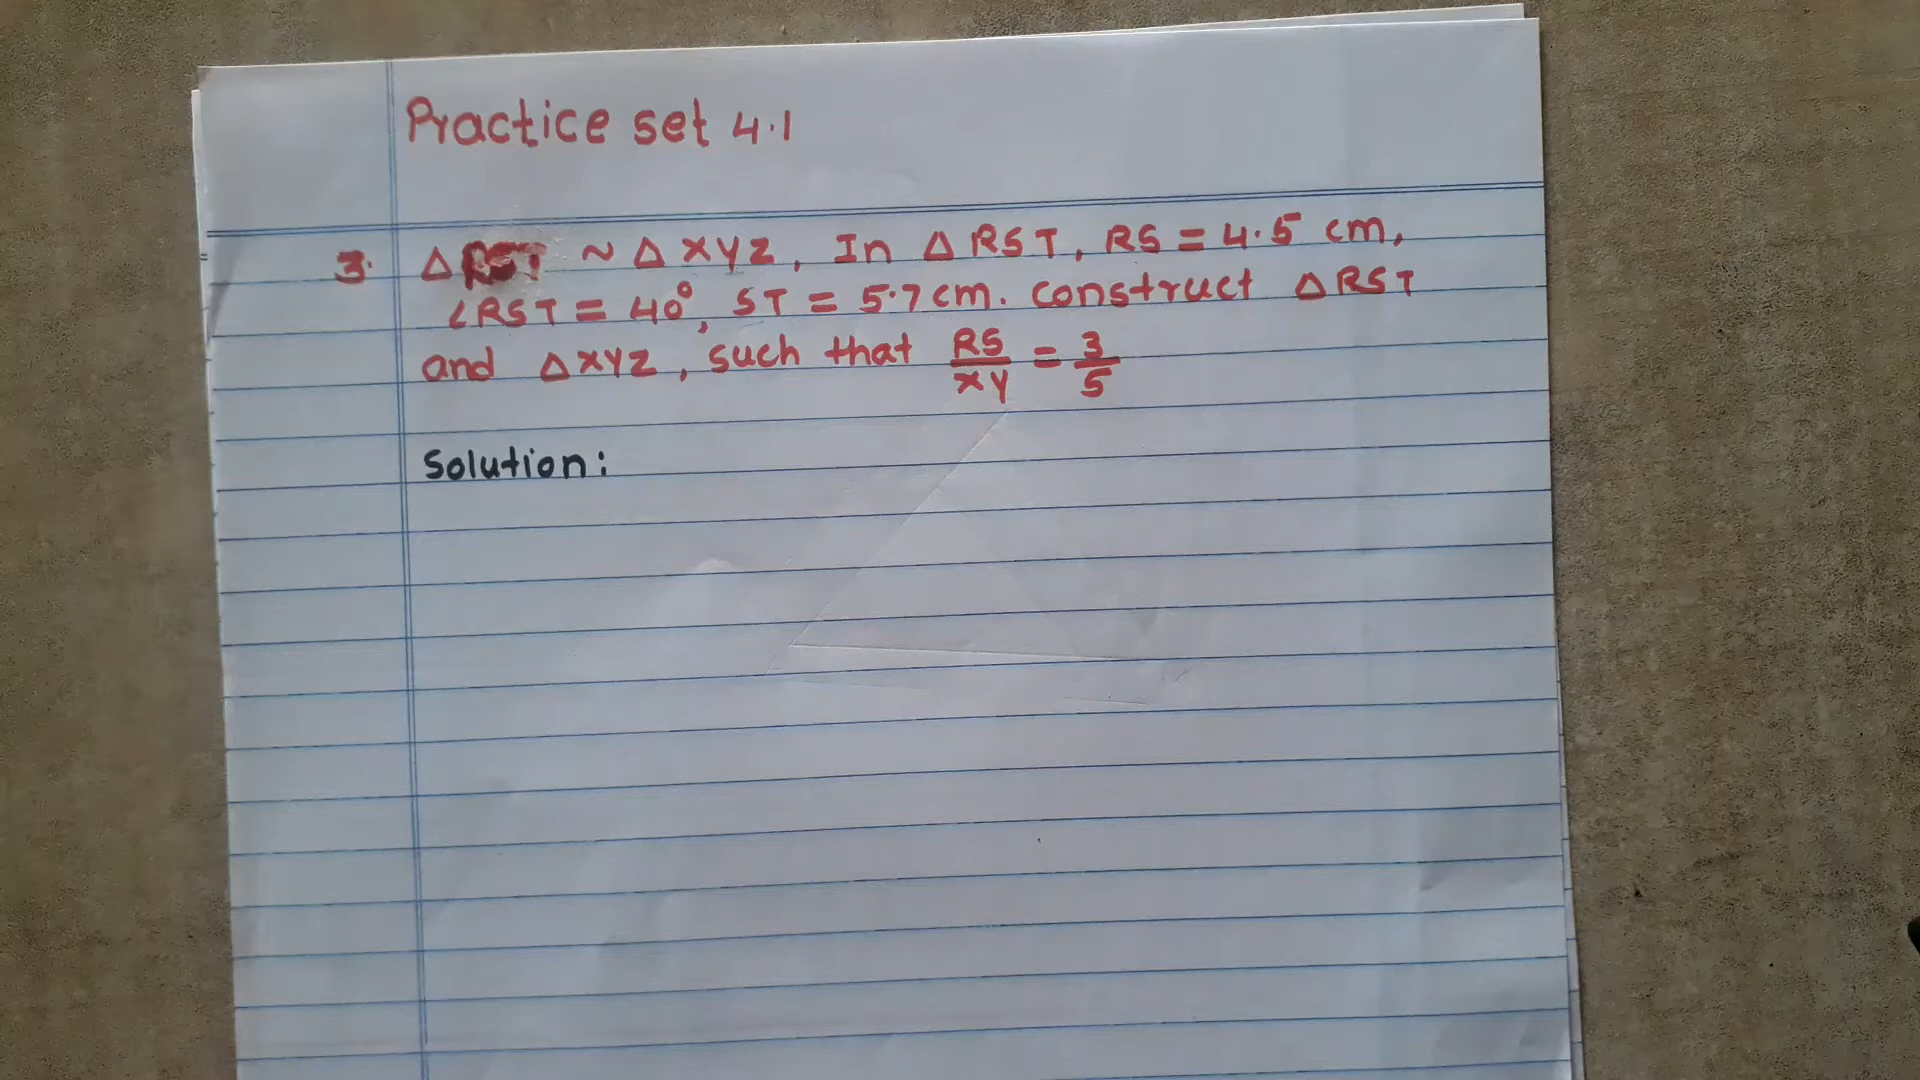 Practice set 4.1
3. △RST ~ △XYZ, In △RST, RS = 4.5 cm,
∠RST = 40°, ST = 5.7 cm. construct △RST
and △XYZ, such that RS/XY = 3/5
Solution: